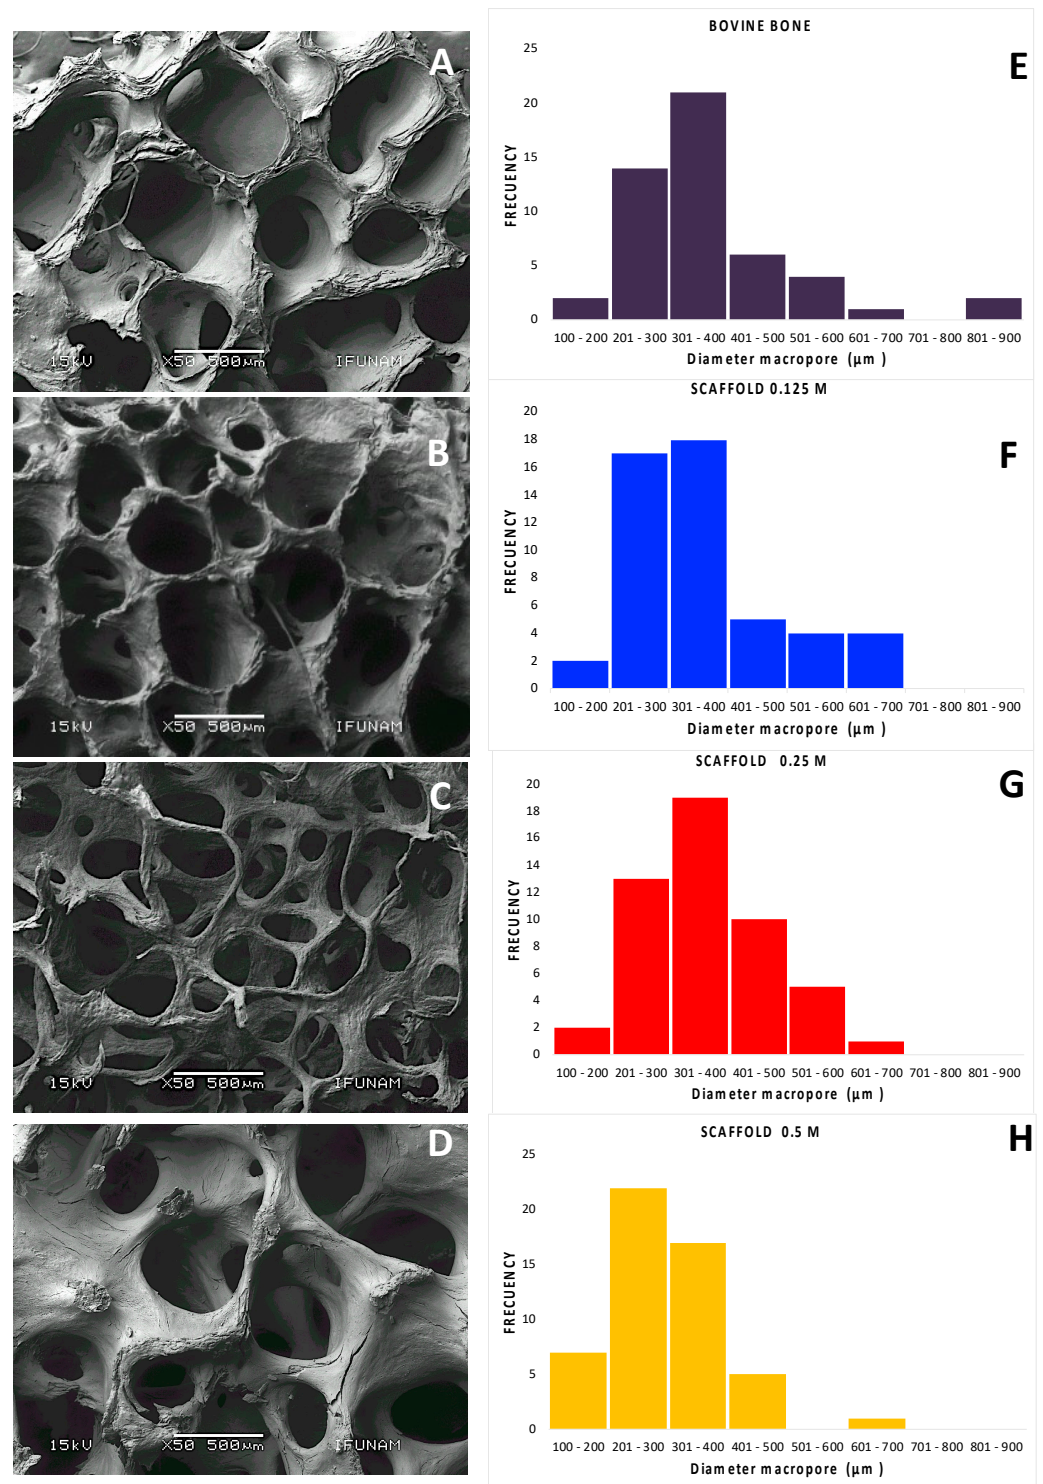 A
15kV X50 500µm IFUNAM
BOVINE BONE
E
FRECUENCY
25
20
15
10
5
0
100 - 200 201 - 300 301 - 400 401 - 500 501 - 600 601 - 700 701 - 800 801 - 900
Diameter macropore (µm )
B
15kV X50 500µm IFUNAM
SCAFFOLD 0.125 M
F
FRECUENCY
20
18
16
14
12
10
8
6
4
2
0
100 - 200 201 - 300 301 - 400 401 - 500 501 - 600 601 - 700 701 - 800 801 - 900
Diameter macropore (µm )
C
15kV X50 500µm IFUNAM
SCAFFOLD 0.25 M
G
FRECUENCY
20
18
16
14
12
10
8
6
4
2
0
100 - 200 201 - 300 301 - 400 401 - 500 501 - 600 601 - 700 701 - 800 801 - 900
Diameter macropore (µm )
D
15kV X50 500µm IFUNAM
SCAFFOLD 0.5 M
H
FRECUENCY
25
20
15
10
5
0
100 - 200 201 - 300 301 - 400 401 - 500 501 - 600 601 - 700 701 - 800 801 - 900
Diameter macropore (µm )